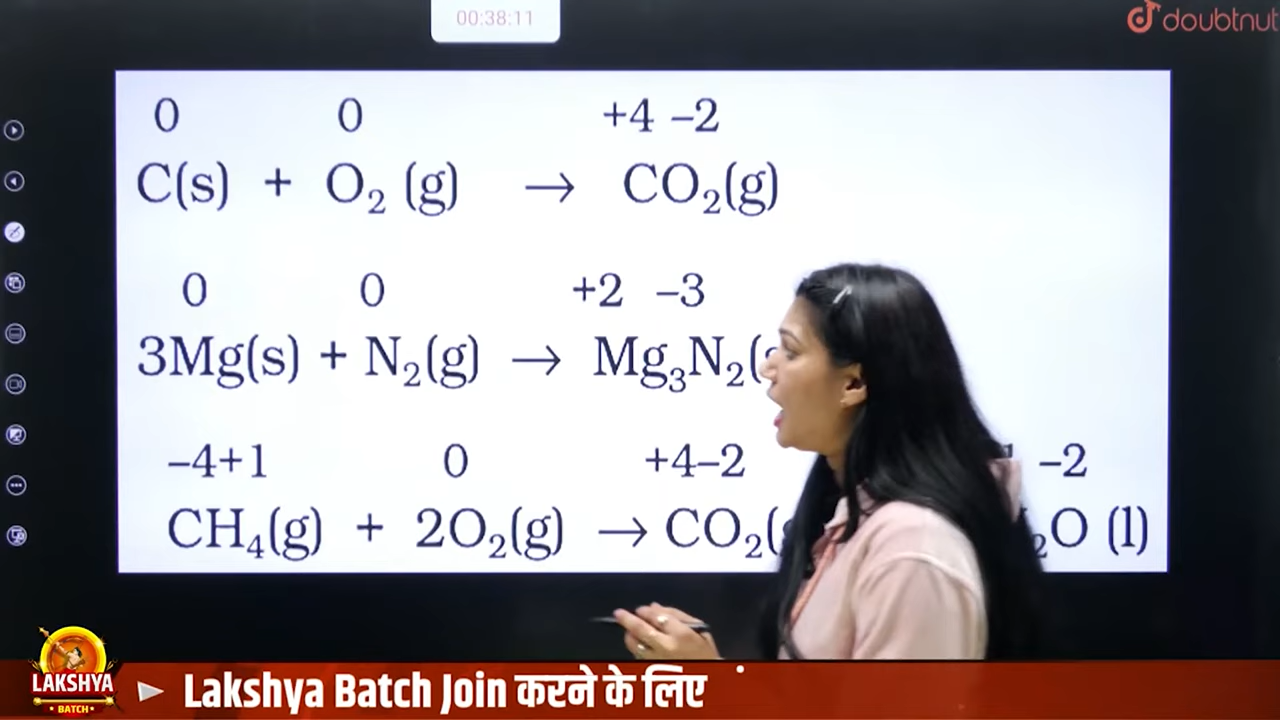 00:38:11
doubtnut
0 0 +4 –2
C(s) + O₂ (g) → CO₂(g)
0 0 +2 –3
3Mg(s) + N₂(g) → Mg₃N₂(
–4+1 0 +4–2 –2
CH₄(g) + 2O₂(g) → CO₂( ₂O (l)
LAKSHYA
BATCH
Lakshya Batch Join करने के लिए